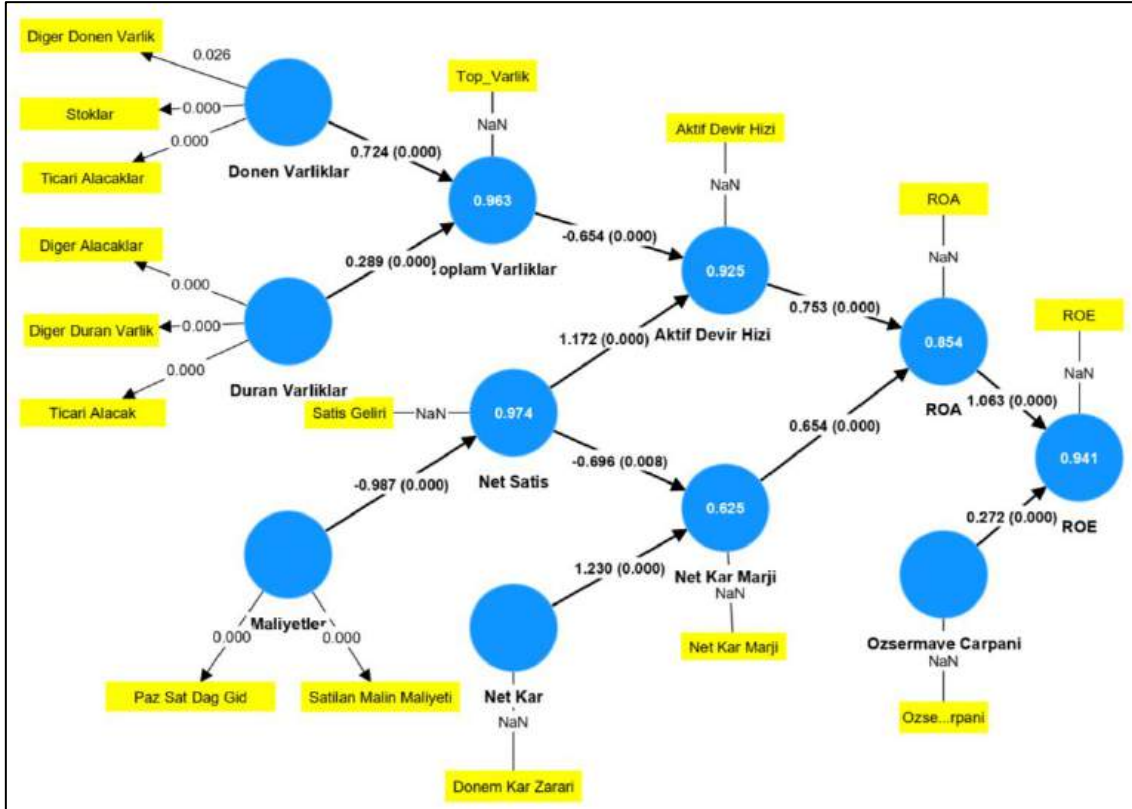 Diger Donen Varlik
0.026
Stoklar
0.000
0.000
Ticari Alacaklar
Donen Varliklar
0.724 (0.000)
Top_Varlik
NaN
0.963
Toplam Varliklar
Diger Alacaklar
0.000
Diger Duran Varlik
0.000
0.000
Ticari Alacak
Duran Varliklar
0.289 (0.000)
-0.654 (0.000)
Aktif Devir Hizi
NaN
0.925
Aktif Devir Hizi
1.172 (0.000)
0.753 (0.000)
ROA
NaN
0.854
ROA
ROE
NaN
1.063 (0.000)
0.941
ROE
Satis Geliri
NaN
0.974
Net Satis
-0.987 (0.000)
-0.696 (0.008)
0.654 (0.000)
0.625
Net Kar Marji
NaN
Net Kar Marji
Maliyetler
0.000
0.000
Paz Sat Dag Gid
Satilan Malin Maliyeti
1.230 (0.000)
Net Kar
NaN
Donem Kar Zarari
0.272 (0.000)
Ozsermave Carpani
NaN
Ozse...rpani